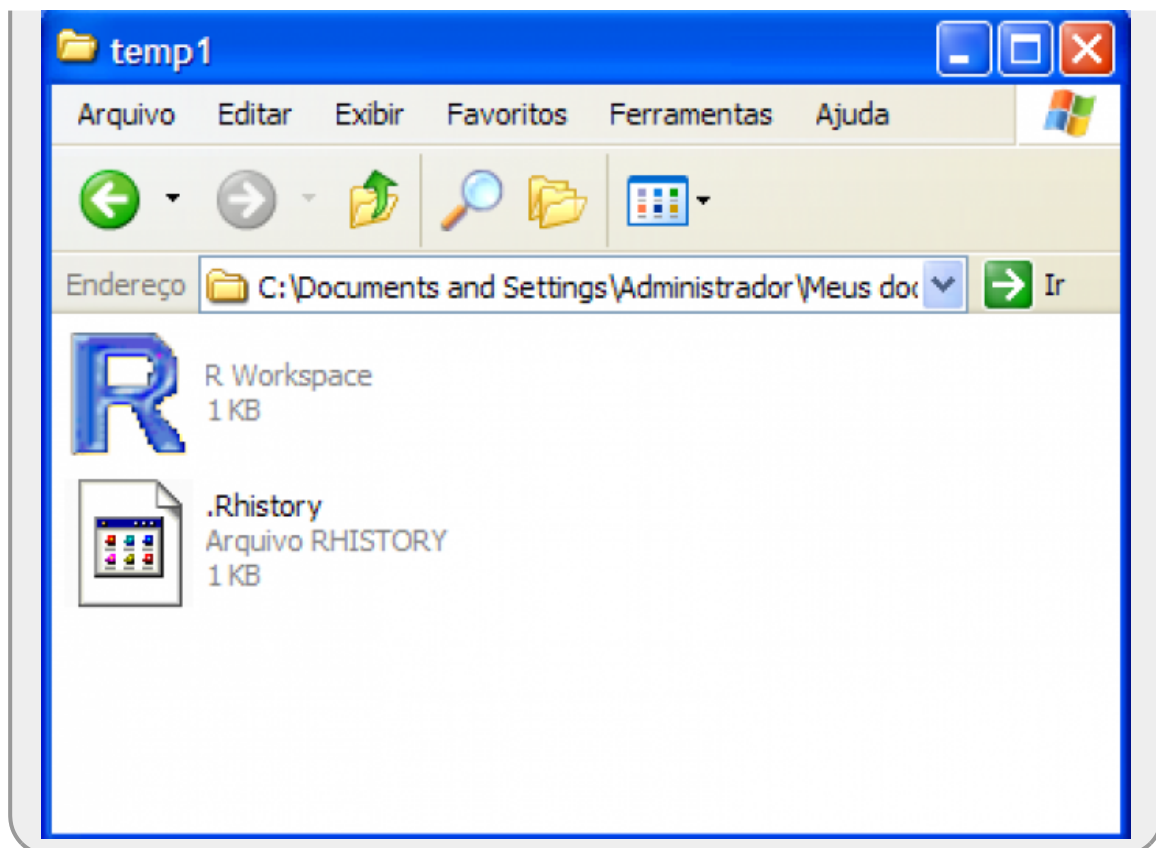 temp1
Arquivo Editar Exibir Favoritos Ferramentas Ajuda
Endereço C:\Documents and Settings\Administrador\Meus doc Ir
R Workspace
1 KB
.Rhistory
Arquivo RHISTORY
1 KB